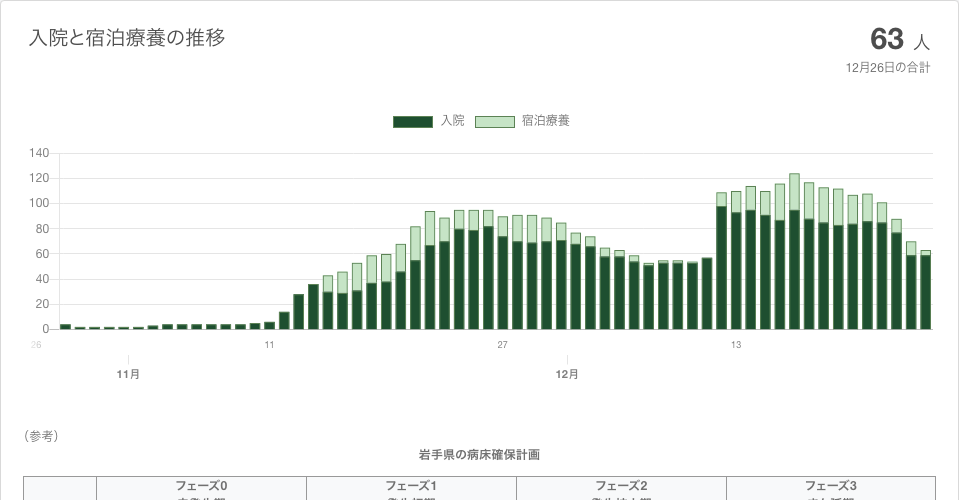 入院と宿泊療養の推移
63 人
12月26日の合計
入院 宿泊療養
140
120
100
80
60
40
20
0
26 11 27 13
11月 12月
（参考）
岩手県の病床確保計画
フェーズ0 フェーズ1 フェーズ2 フェーズ3